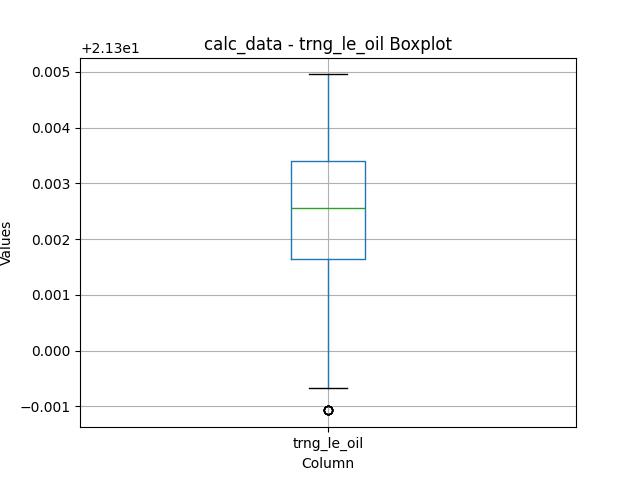 calc_data - trng_le_oil Boxplot
+2.13e1
0.005
0.004
0.003
0.002
0.001
0.000
−0.001
Values
trng_le_oil
Column